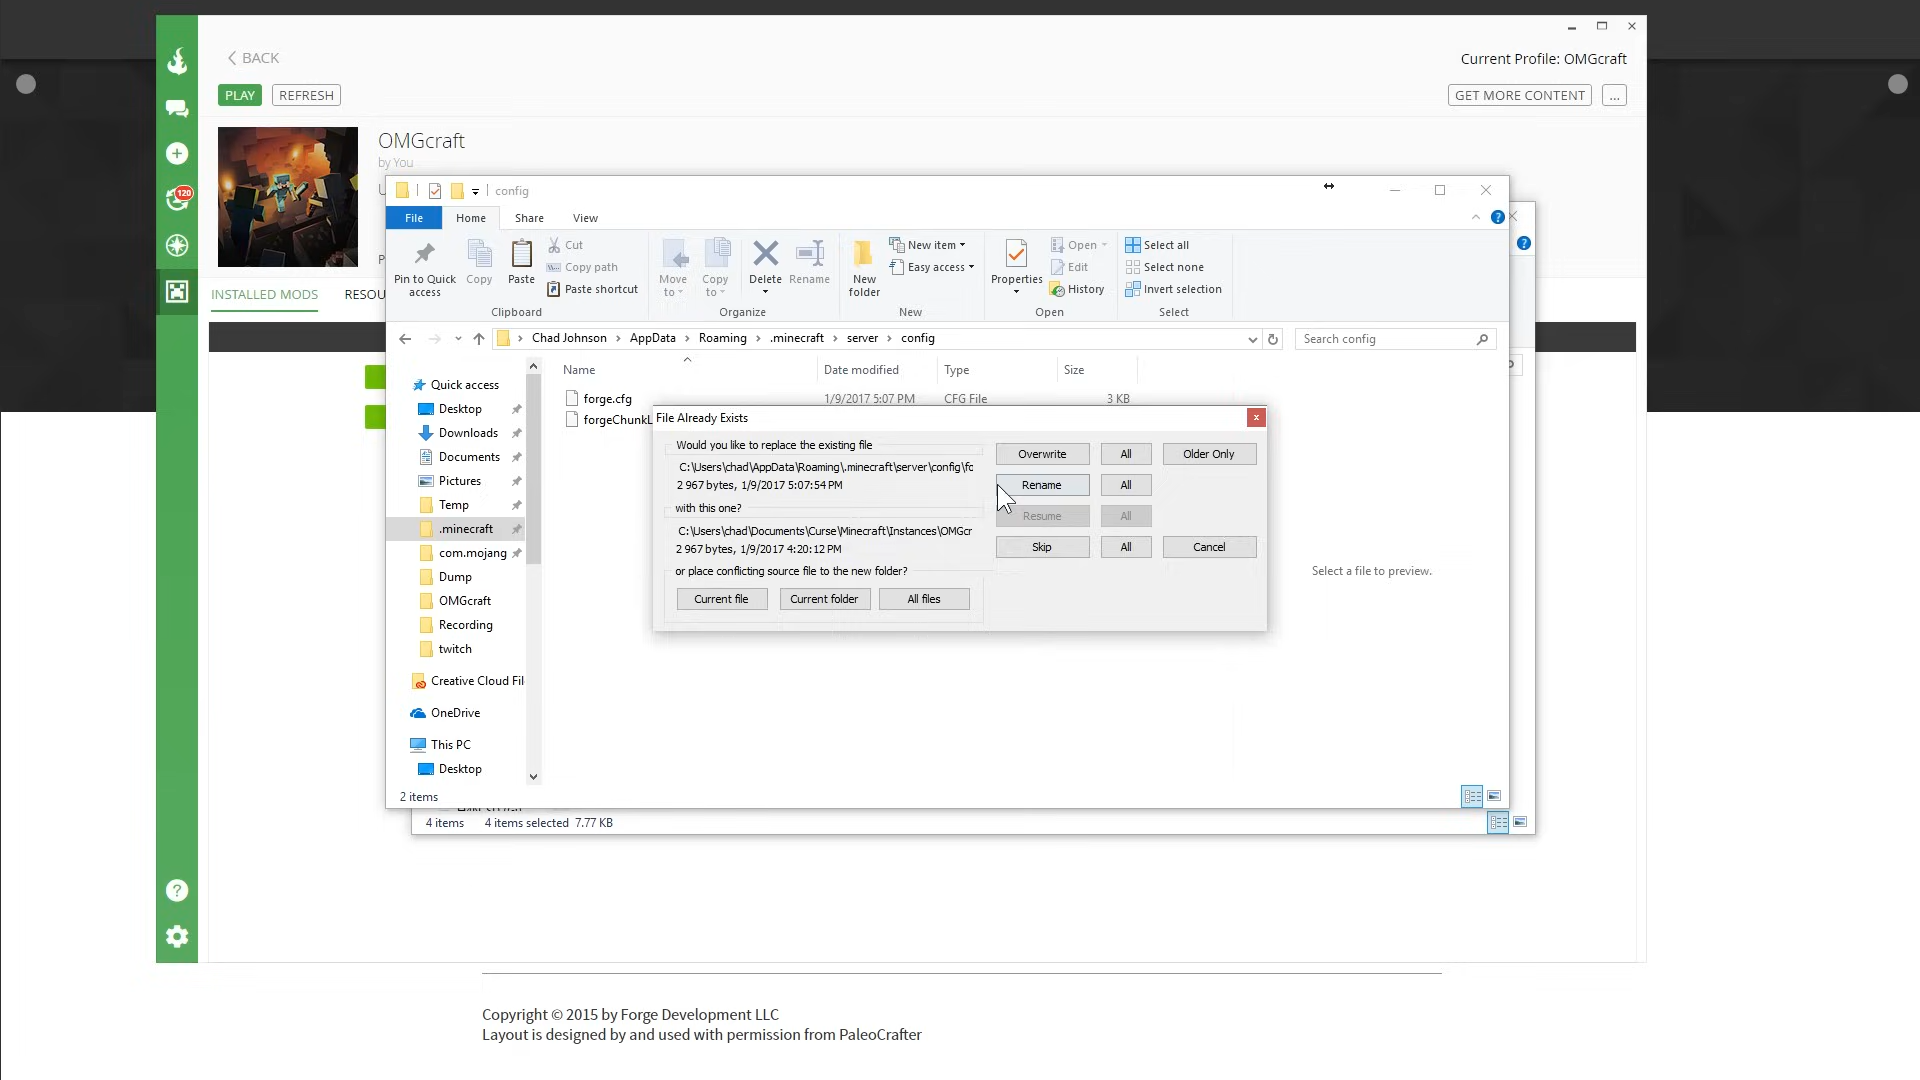 BACK
Current Profile: OMGcraft
PLAY
REFRESH
GET MORE CONTENT
...
OMGcraft
by You
120
config
File
Home
Share
View
Pin to Quick access
Copy
Paste
Cut
Copy path
Paste shortcut
Move to
Copy to
Delete
Rename
New folder
New item
Easy access
Properties
Open
Edit
History
Select all
Select none
Invert selection
Clipboard
Organize
New
Open
Select
INSTALLED MODS
RESOU
Chad Johnson > AppData > Roaming > .minecraft > server > config
Search config
Name
Date modified
Type
Size
forge.cfg
1/9/2017 5:07 PM
CFG File
3 KB
forgeChunkL
Quick access
Desktop
Downloads
Documents
Pictures
Temp
.minecraft
com.mojang
Dump
OMGcraft
Recording
twitch
Creative Cloud Fil
OneDrive
This PC
Desktop
File Already Exists
Would you like to replace the existing file
C:\Users\chad\AppData\Roaming\.minecraft\server\config\fo
2 967 bytes, 1/9/2017 5:07:54 PM
with this one?
C:\Users\chad\Documents\Curse\Minecraft\Instances\OMGcr
2 967 bytes, 1/9/2017 4:20:12 PM
or place conflicting source file to the new folder?
Current file
Current folder
All files
Overwrite
All
Older Only
Rename
All
Resume
All
Skip
All
Cancel
Select a file to preview.
2 items
4 items
4 items selected 7.77 KB
Copyright © 2015 by Forge Development LLC
Layout is designed by and used with permission from PaleoCrafter